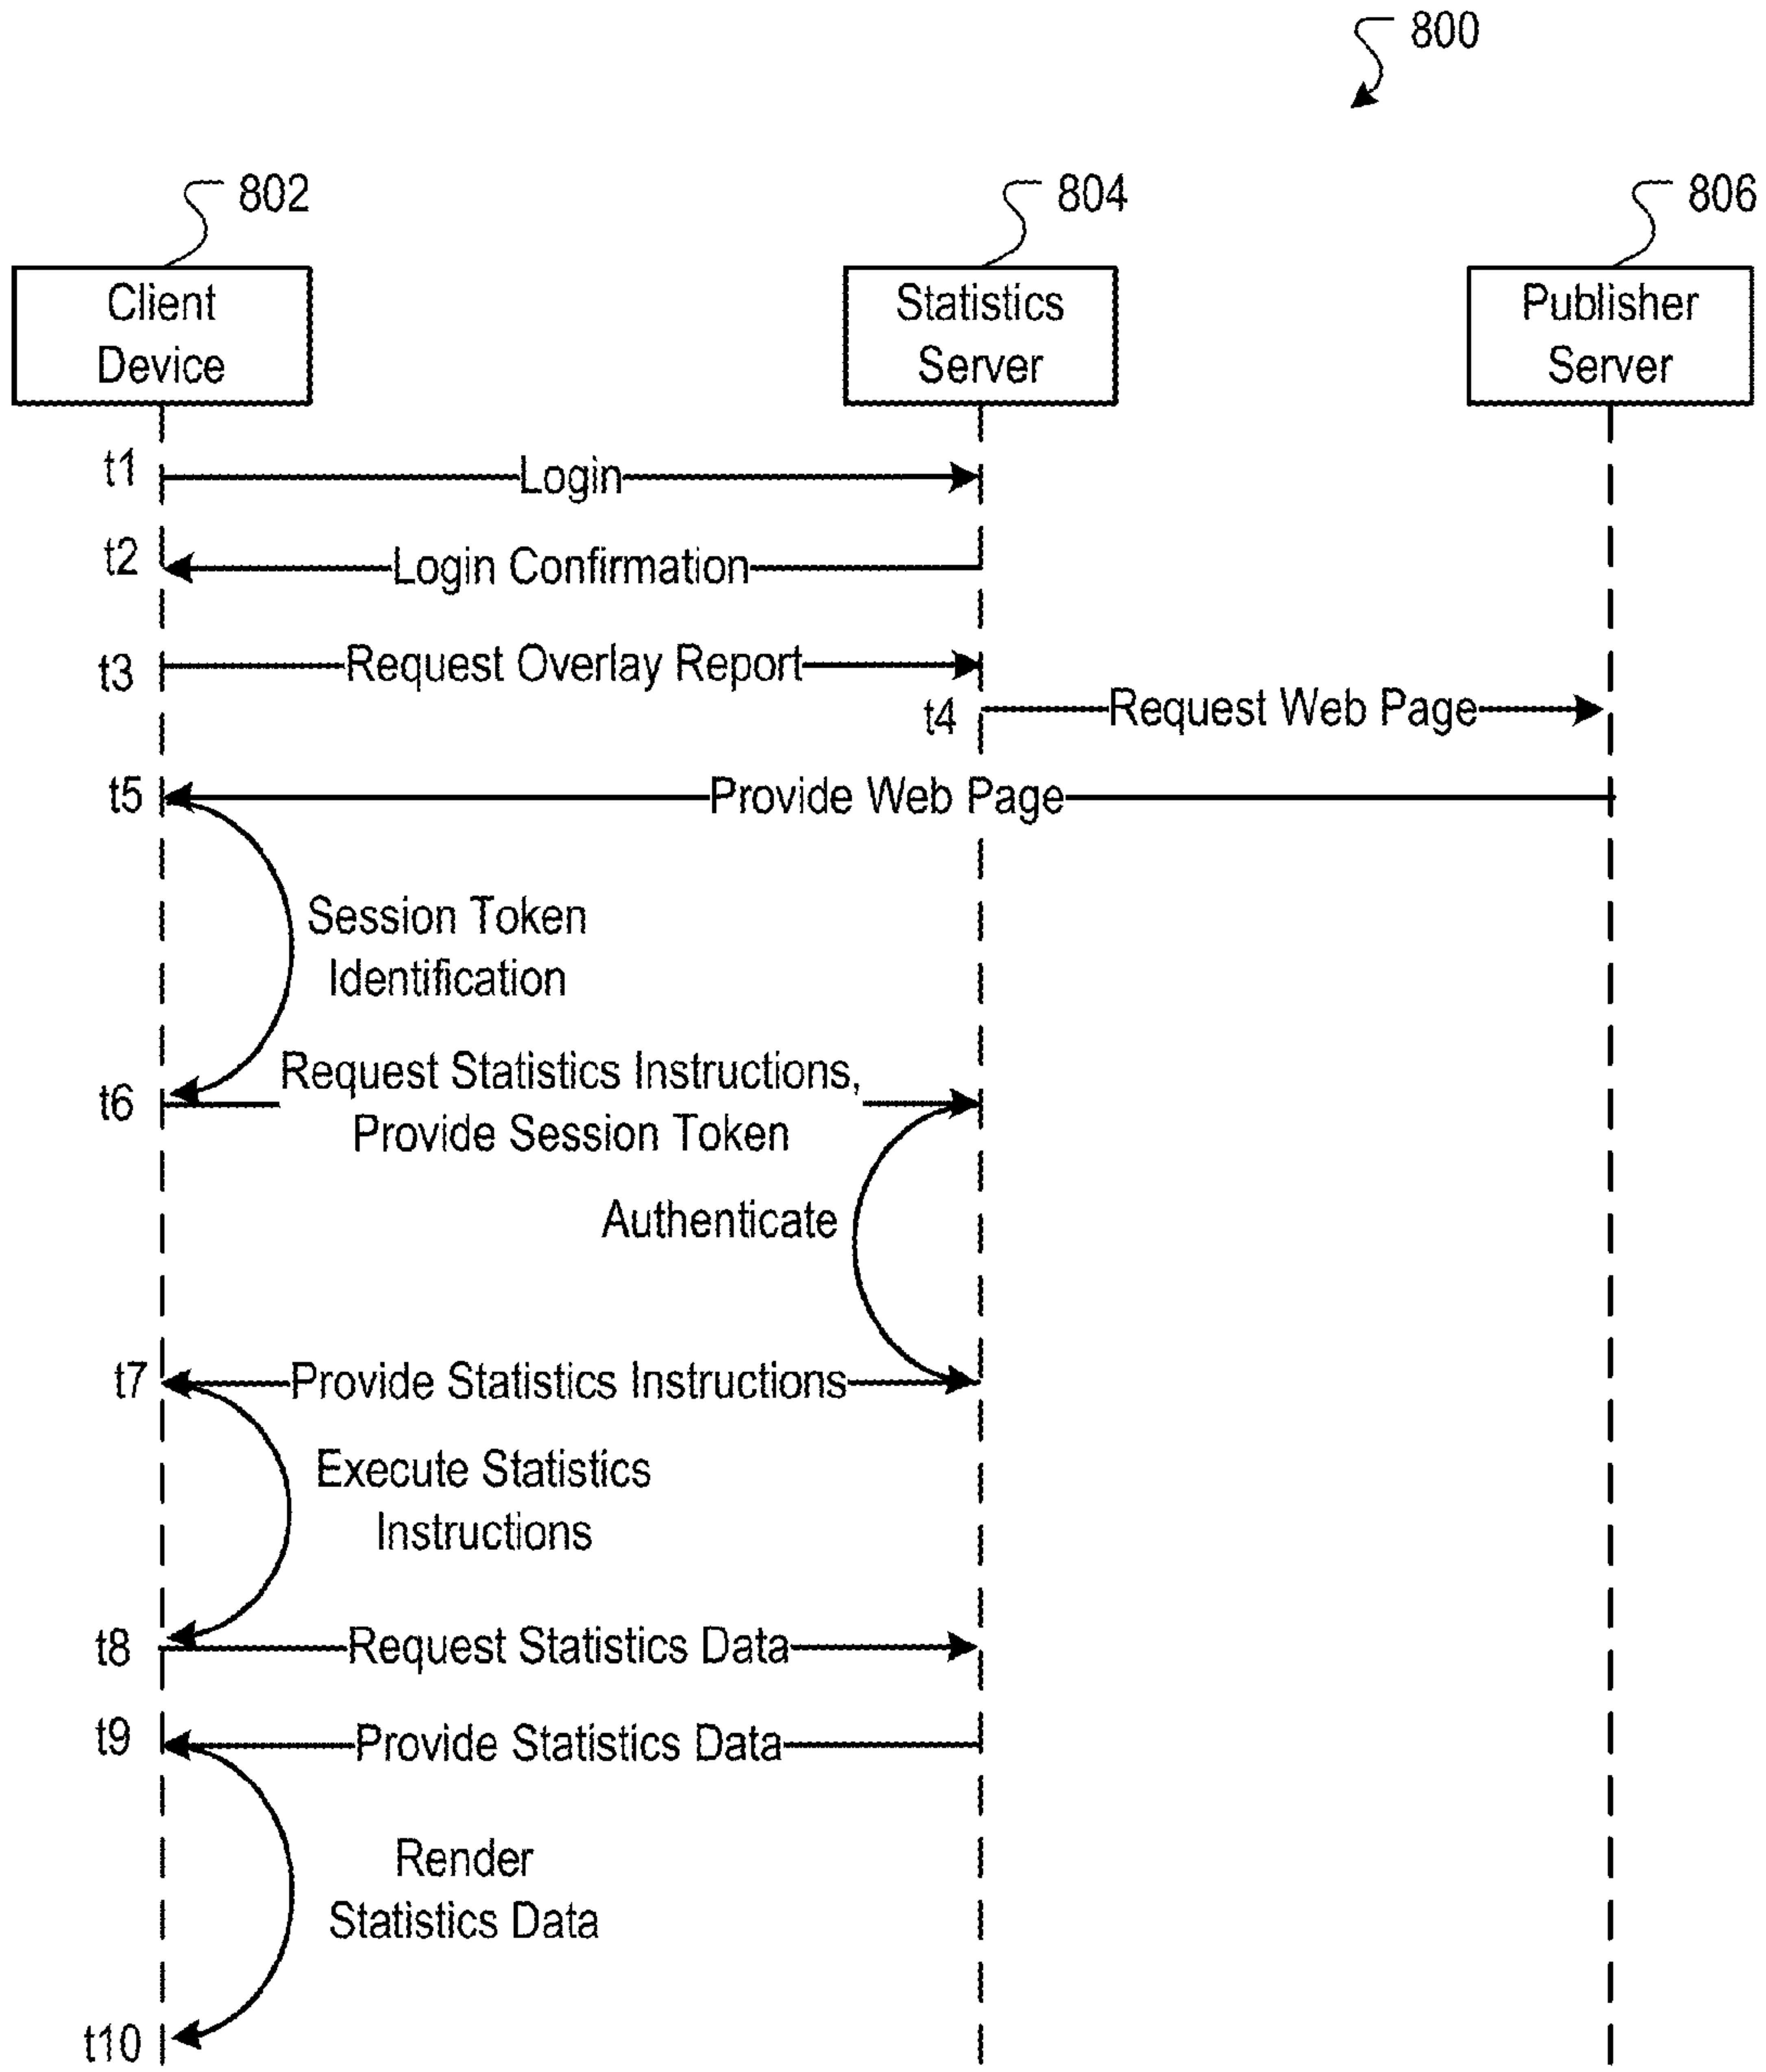 800
802
804
806
Client
Device
Statistics
Server
Publisher
Server
t1
Login
t2
Login Confirmation
t3
Request Overlay Report
t4
Request Web Page
t5
Provide Web Page
Session Token
Identification
t6
Request Statistics Instructions,
Provide Session Token
Authenticate
t7
Provide Statistics Instructions
Execute Statistics
Instructions
t8
Request Statistics Data
t9
Provide Statistics Data
Render
Statistics Data
t10